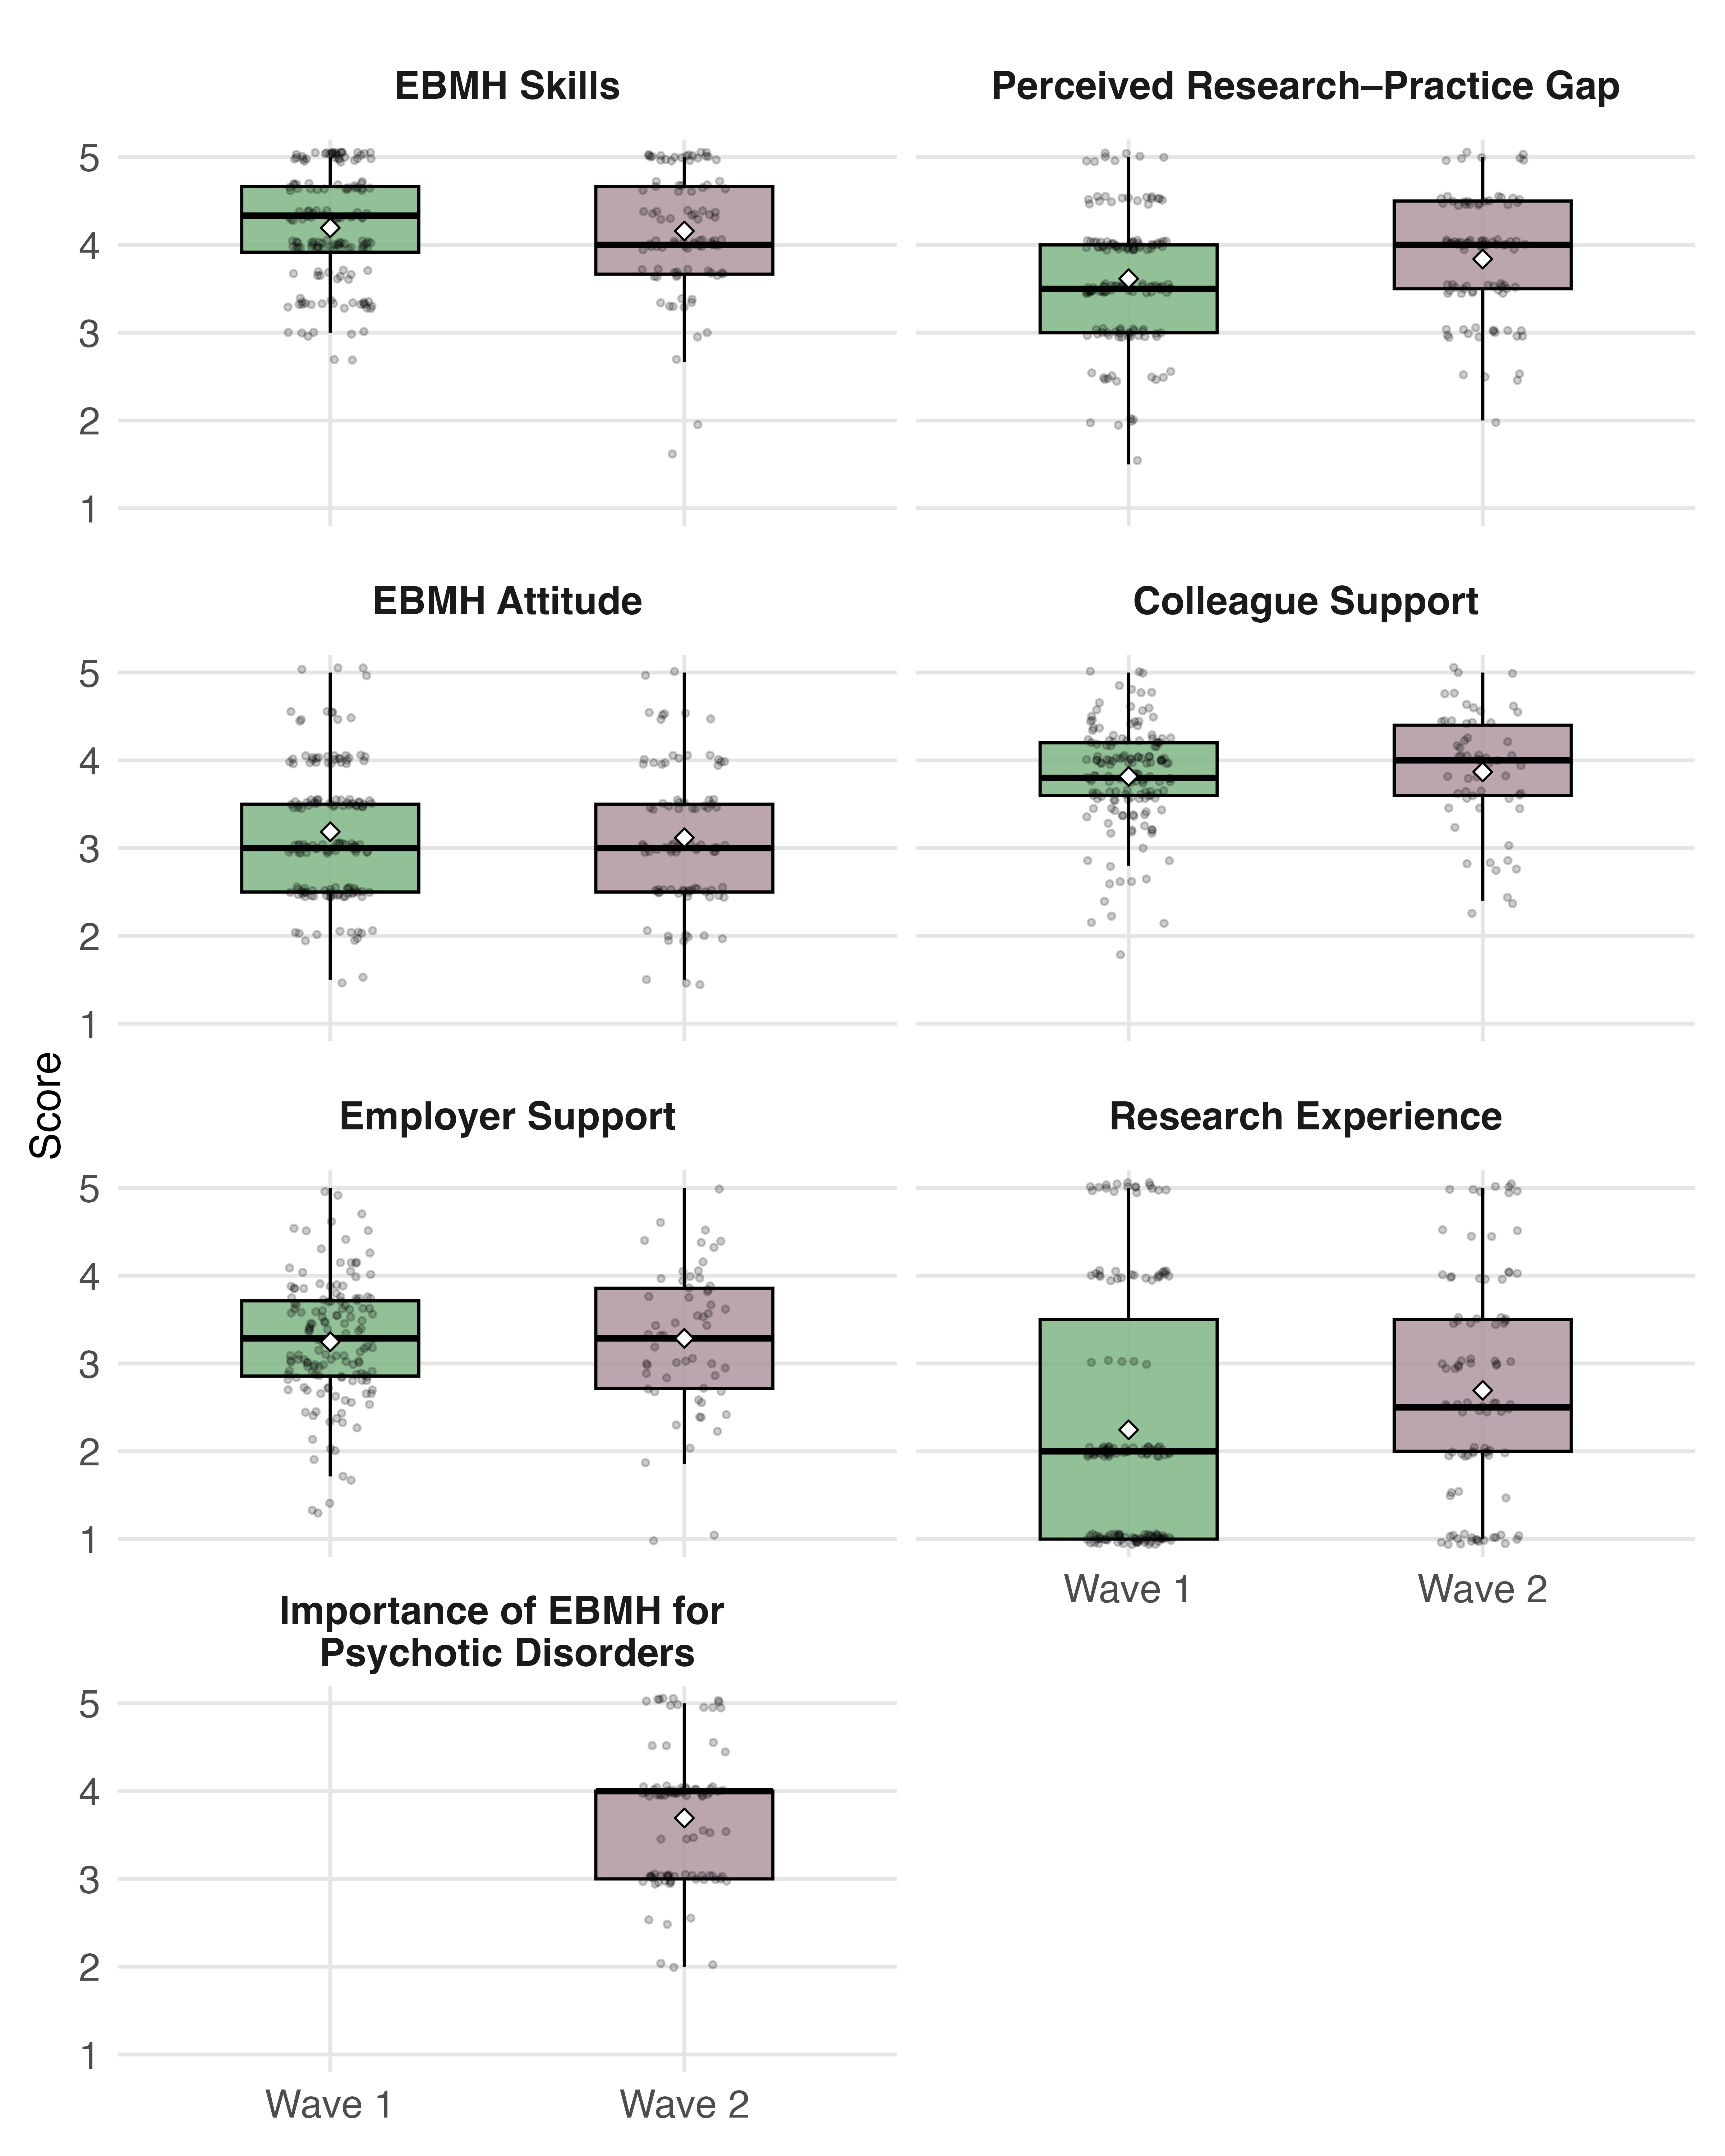 EBMH Skills
Perceived Research–Practice Gap
5
4
3
2
1
EBMH Attitude
Colleague Support
5
4
3
2
1
Score
Employer Support
Research Experience
5
4
3
2
1
Wave 1
Wave 2
Importance of EBMH for
Psychotic Disorders
5
4
3
2
1
Wave 1
Wave 2